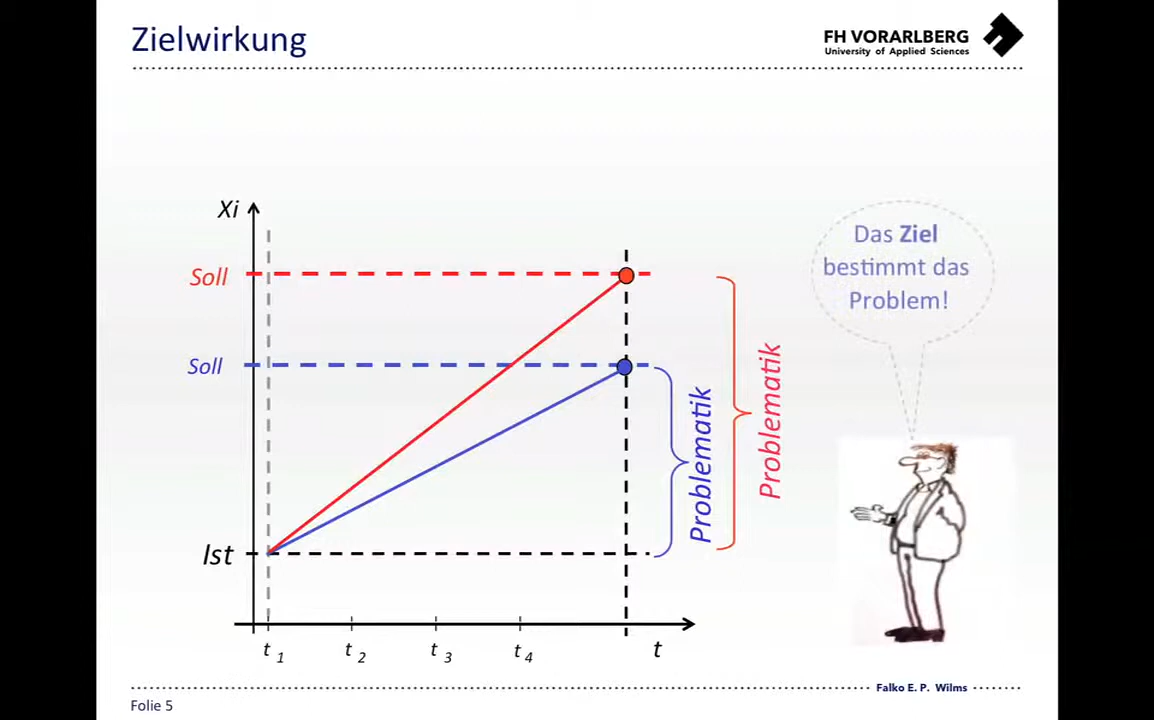 Zielwirkung
FH VORARLBERG
University of Applied Sciences
Xi
Soll
Soll
Ist
t 1
t 2
t 3
t 4
t
Problematik
Problematik
Das Ziel
bestimmt das
Problem!
Falko E. P. Wilms
Folie 5